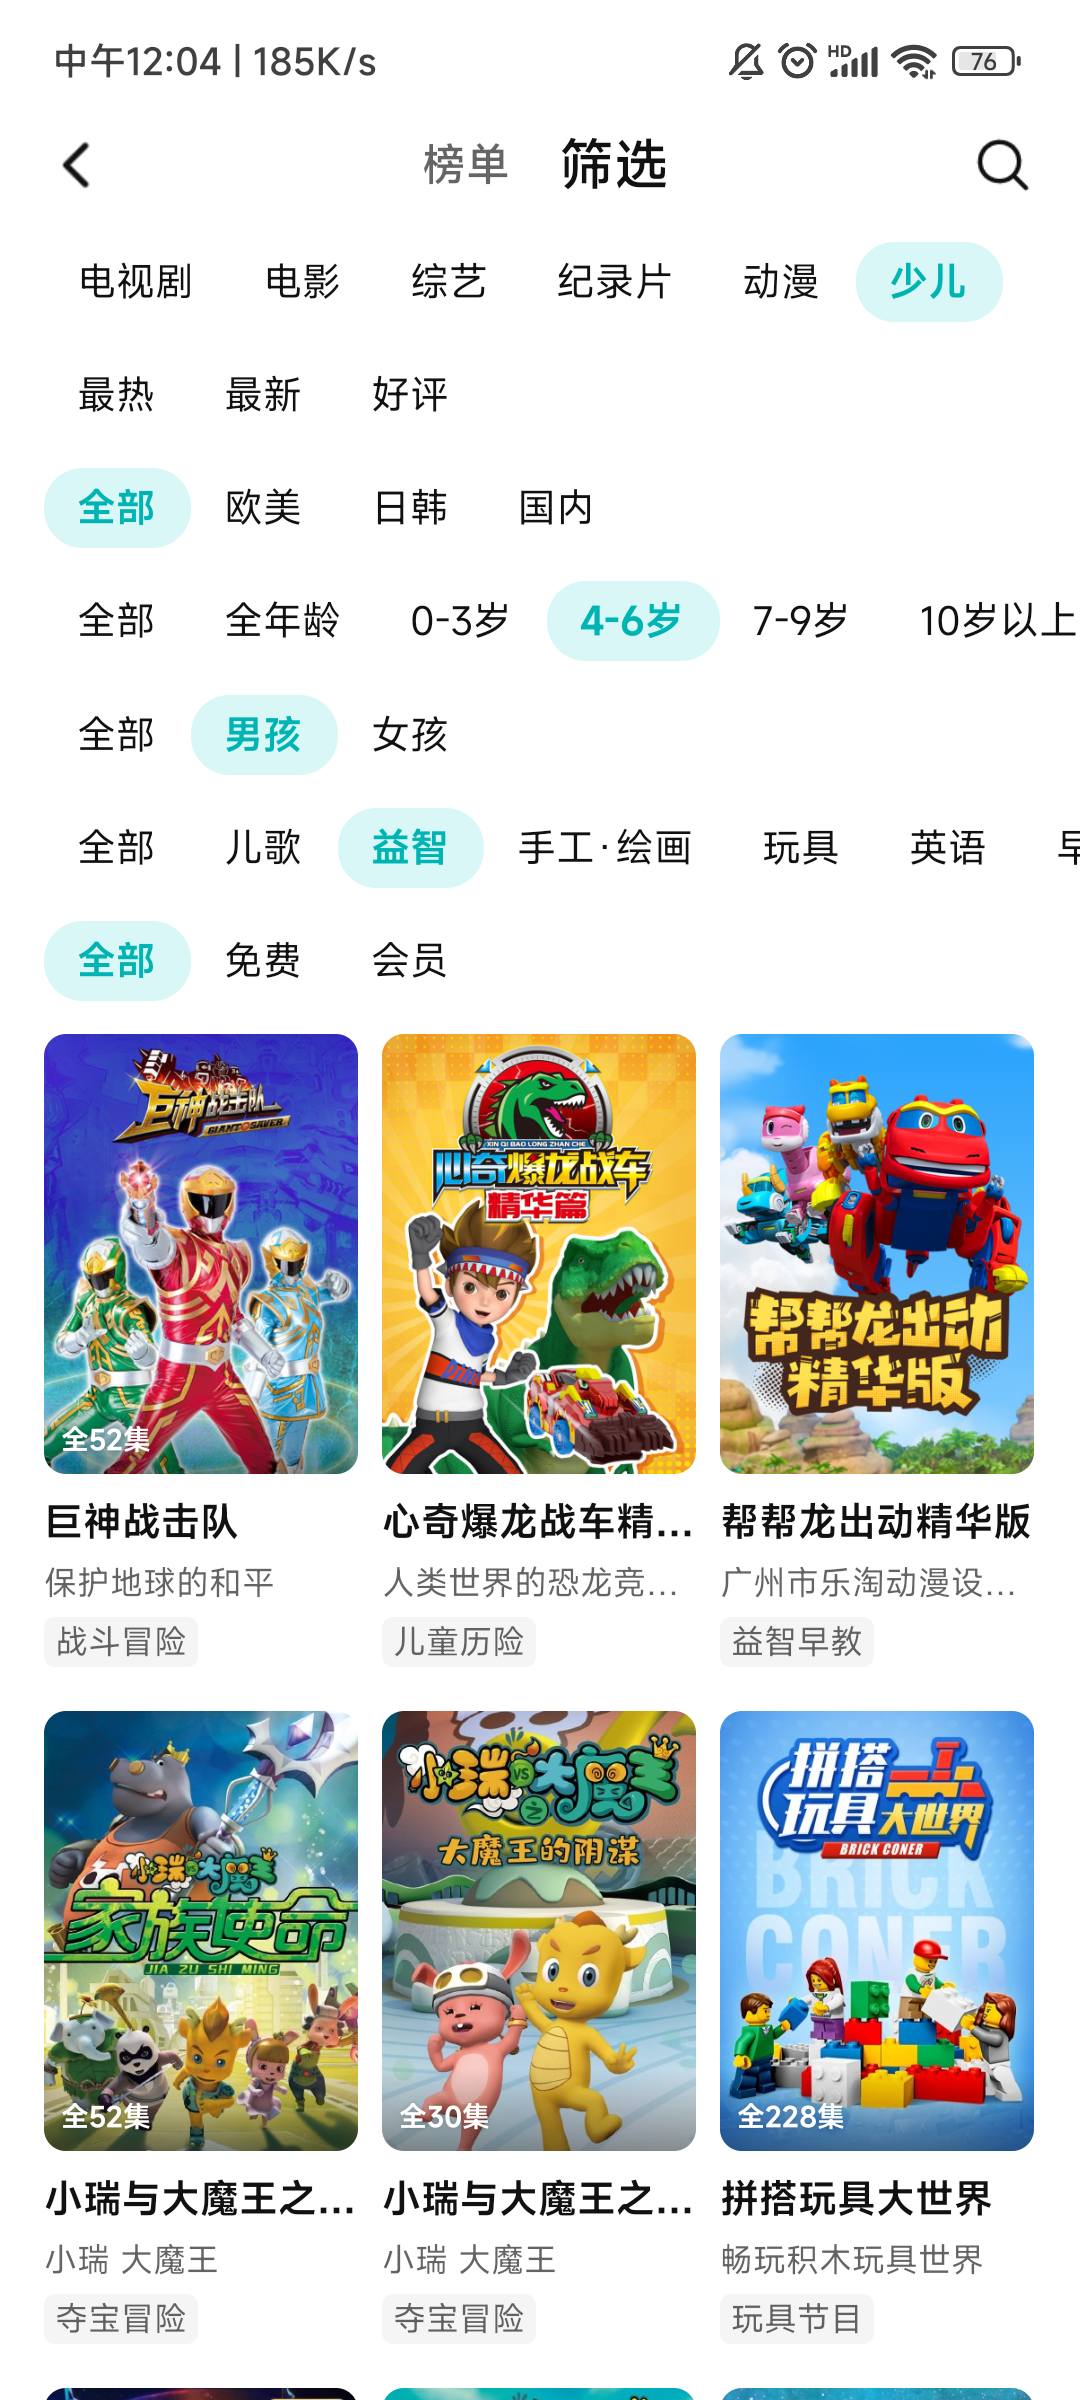 中午12:04 | 185K/s
HD
76
榜单 筛选
电视剧 电影 综艺 纪录片 动漫 少儿
最热 最新 好评
全部 欧美 日韩 国内
全部 全年龄 0-3岁 4-6岁 7-9岁 10岁以上
全部 男孩 女孩
全部 儿歌 益智 手工·绘画 玩具 英语 早
全部 免费 会员
巨神战击队
GIANT SAVER
全52集
XIN QI BAO LONG ZHAN CHE
心奇爆龙战车
精华篇
帮帮龙出动
精华版
巨神战击队 心奇爆龙战车精... 帮帮龙出动精华版
保护地球的和平 人类世界的恐龙竞... 广州市乐淘动漫设...
战斗冒险 儿童历险 益智早教
小瑞vs大魔王
家族使命
JIA ZU SHI MING
全52集
小瑞VS大魔王
之
大魔王的阴谋
全30集
拼搭
玩具大世界
BRICK CONER
BRICK
CONER
全228集
小瑞与大魔王之... 小瑞与大魔王之... 拼搭玩具大世界
小瑞 大魔王 小瑞 大魔王 畅玩积木玩具世界
夺宝冒险 夺宝冒险 玩具节目